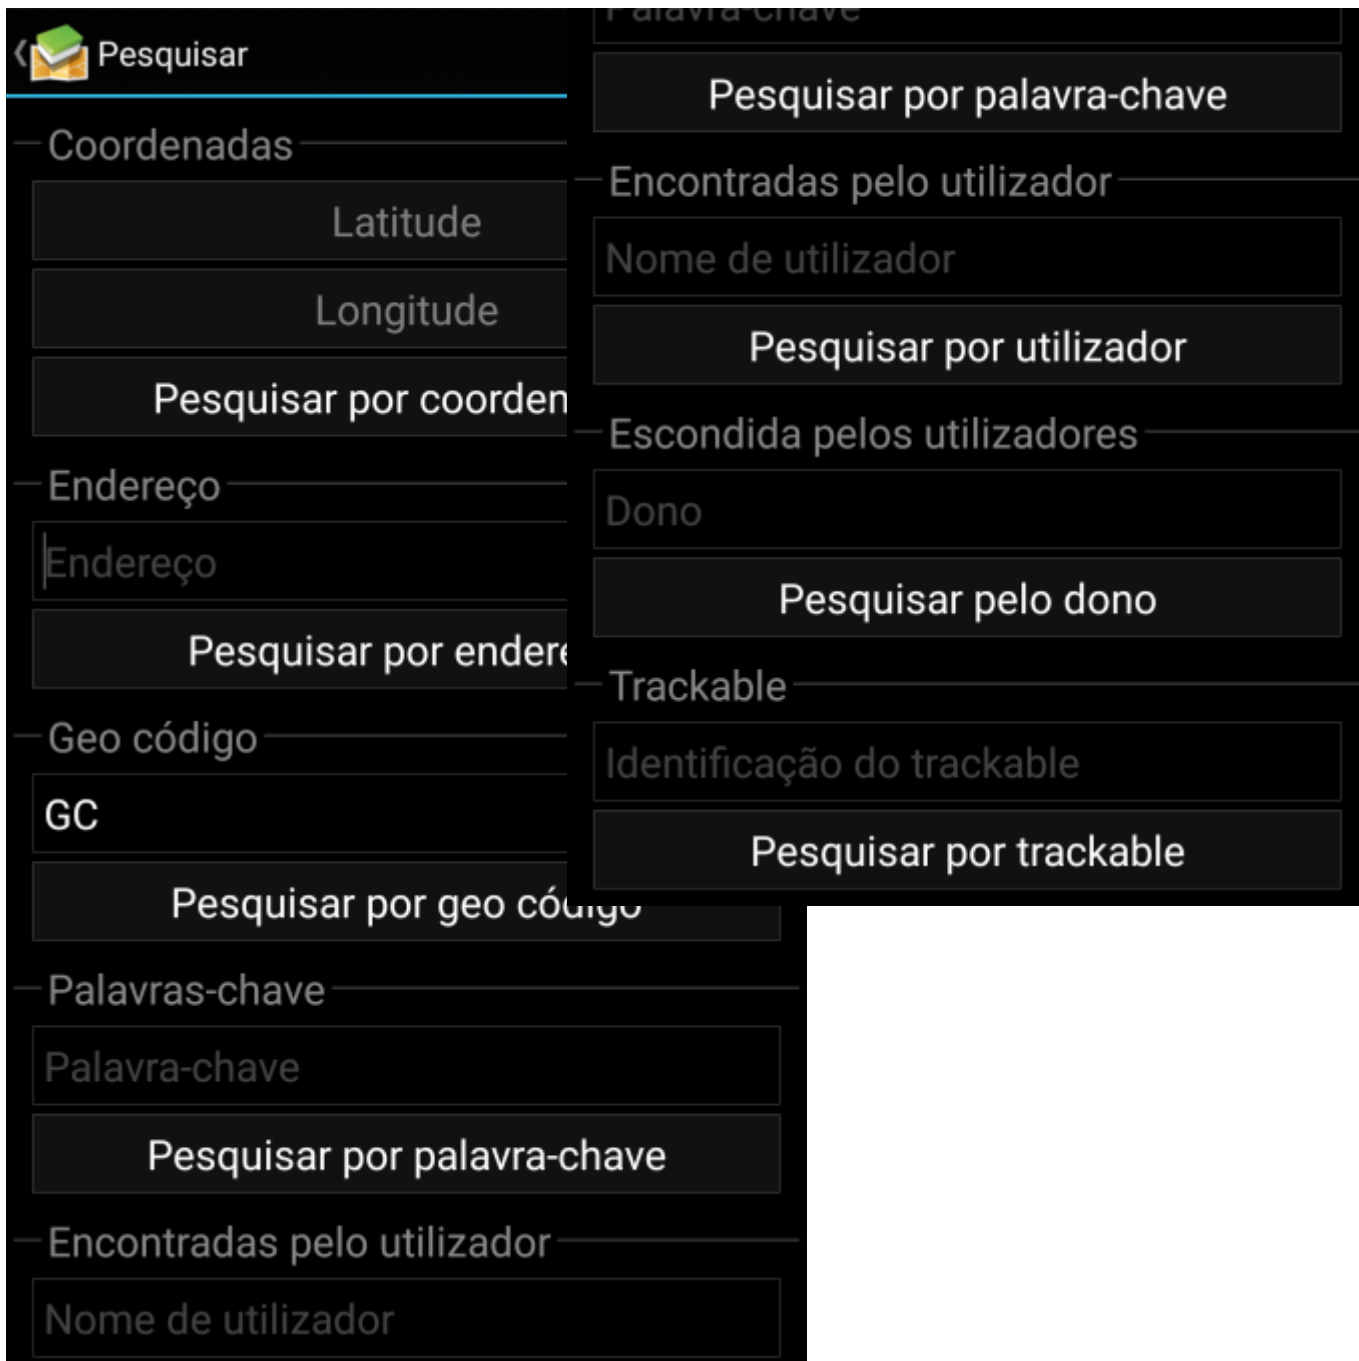 Pesquisar
Coordenadas
Latitude
Longitude
Pesquisar por coorden
Endereço
Endereço
Pesquisar por endere
Geo código
GC
Pesquisar por geo código
Palavras-chave
Palavra-chave
Pesquisar por palavra-chave
Encontradas pelo utilizador
Nome de utilizador
Palavra-chave
Pesquisar por palavra-chave
Encontradas pelo utilizador
Nome de utilizador
Pesquisar por utilizador
Escondida pelos utilizadores
Dono
Pesquisar pelo dono
Trackable
Identificação do trackable
Pesquisar por trackable